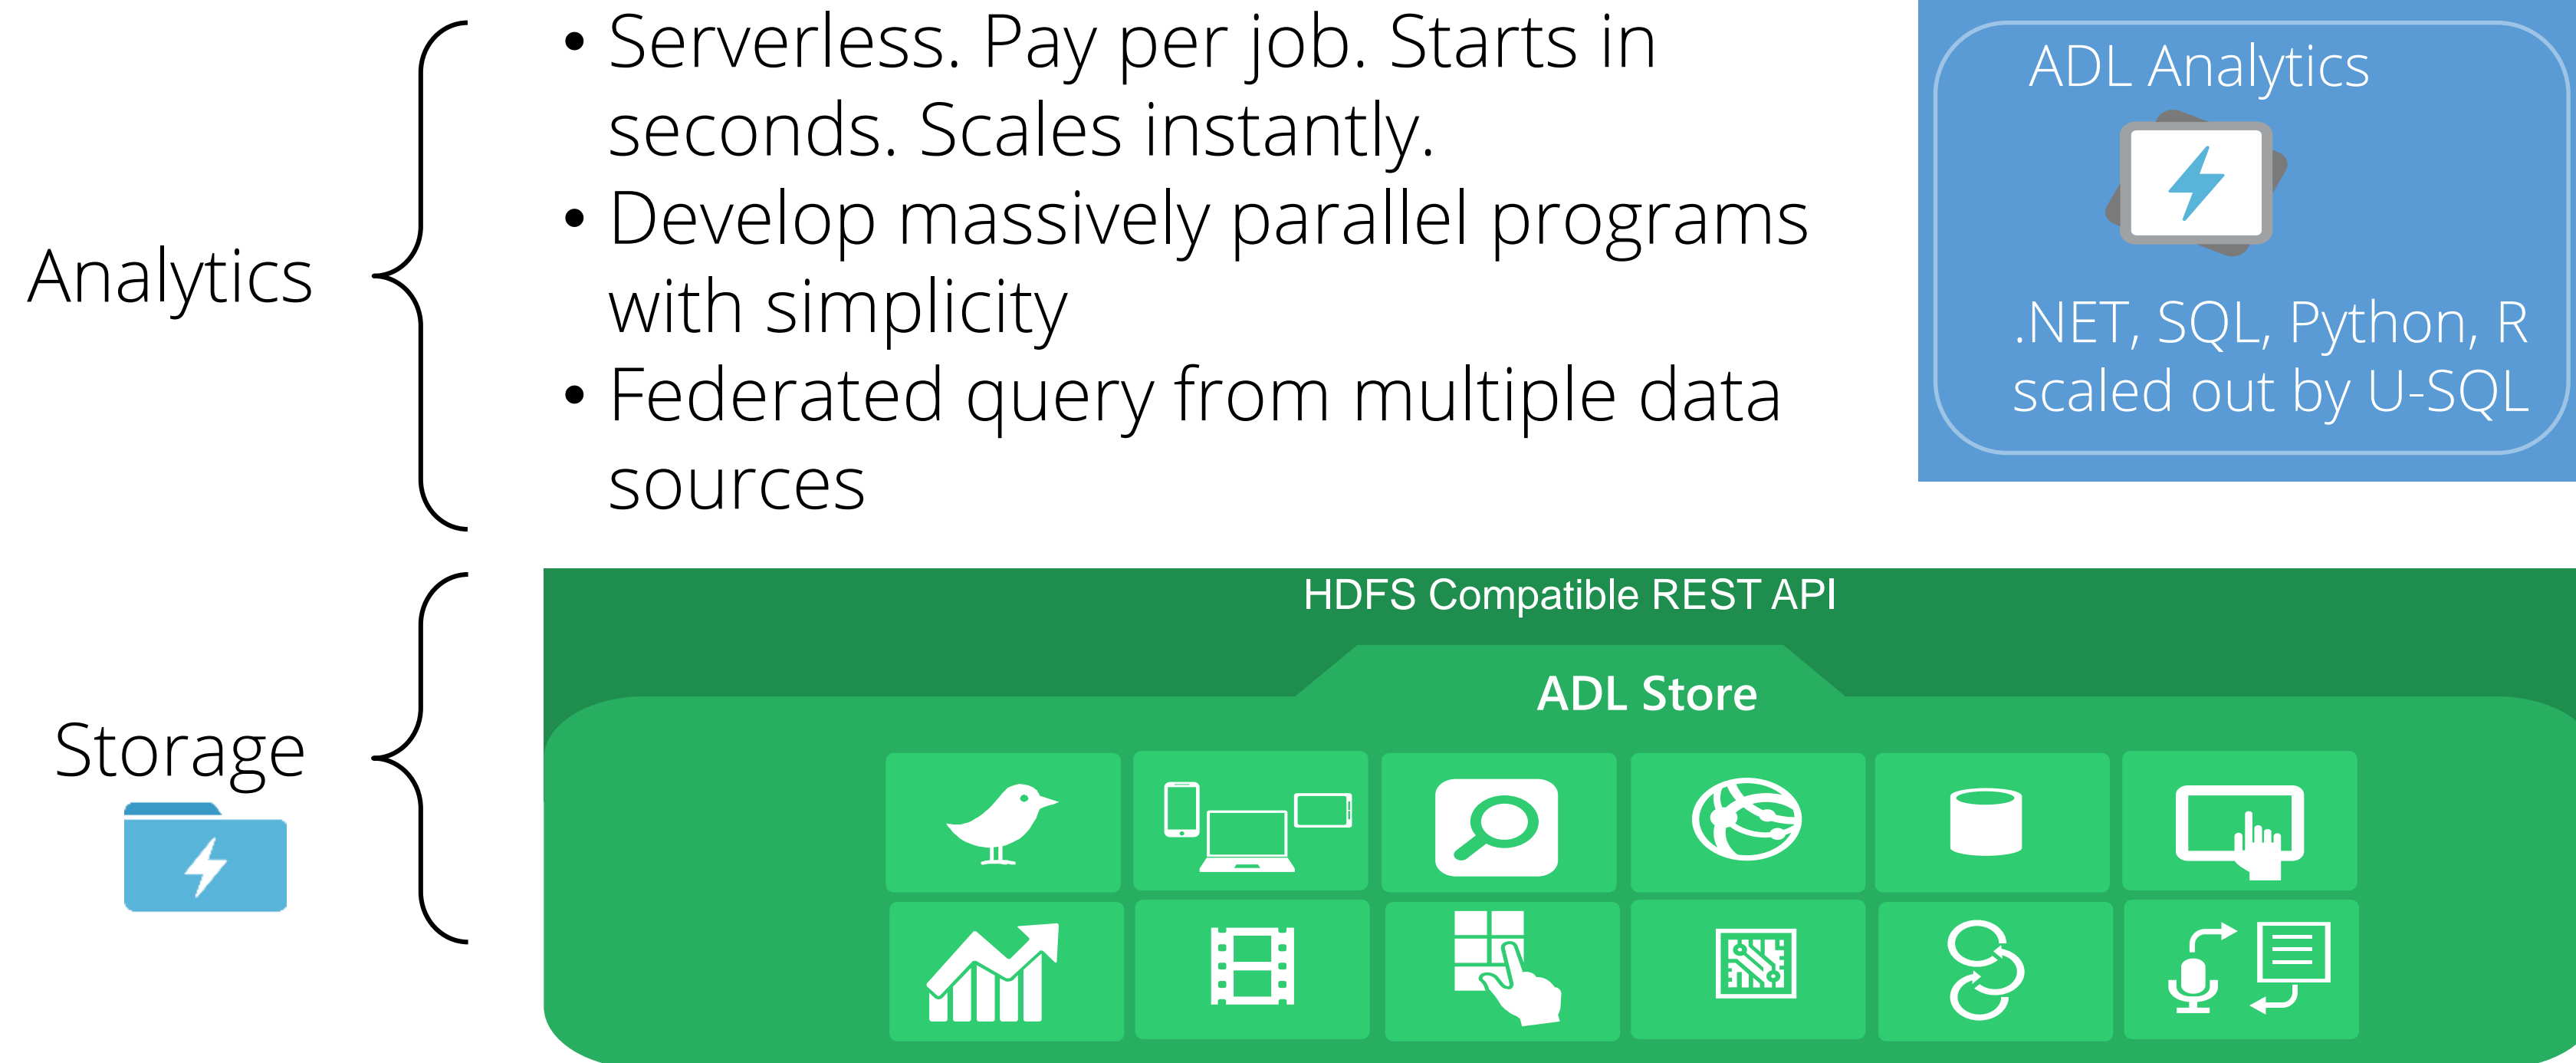 Analytics
• Serverless. Pay per job. Starts in
seconds. Scales instantly.
• Develop massively parallel programs
with simplicity
• Federated query from multiple data
sources
ADL Analytics
.NET, SQL, Python, R
scaled out by U-SQL
Storage
HDFS Compatible REST API
ADL Store